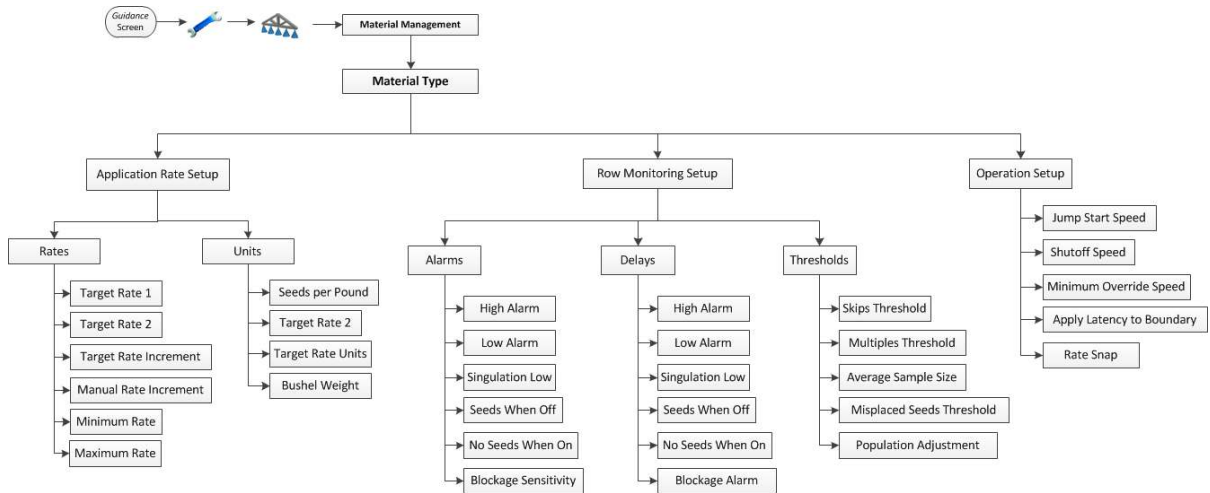 Guidance
Screen
Material Management
Material Type
Application Rate Setup
Row Monitoring Setup
Operation Setup
Rates
Units
Alarms
Delays
Thresholds
Target Rate 1
Target Rate 2
Target Rate Increment
Manual Rate Increment
Minimum Rate
Maximum Rate
Seeds per Pound
Target Rate 2
Target Rate Units
Bushel Weight
High Alarm
Low Alarm
Singulation Low
Seeds When Off
No Seeds When On
Blockage Sensitivity
High Alarm
Low Alarm
Singulation Low
Seeds When Off
No Seeds When On
Blockage Alarm
Skips Threshold
Multiples Threshold
Average Sample Size
Misplaced Seeds Threshold
Population Adjustment
Jump Start Speed
Shutoff Speed
Minimum Override Speed
Apply Latency to Boundary
Rate Snap